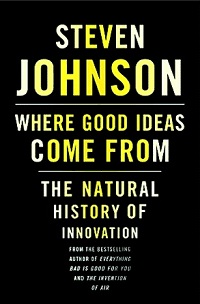 STEVEN
JOHNSON
WHERE GOOD IDEAS
COME FROM
THE NATURAL
HISTORY OF
INNOVATION
FROM THE BESTSELLING
AUTHOR OF EVERYTHING
BAD IS GOOD FOR YOU
AND THE INVENTION
OF AIR